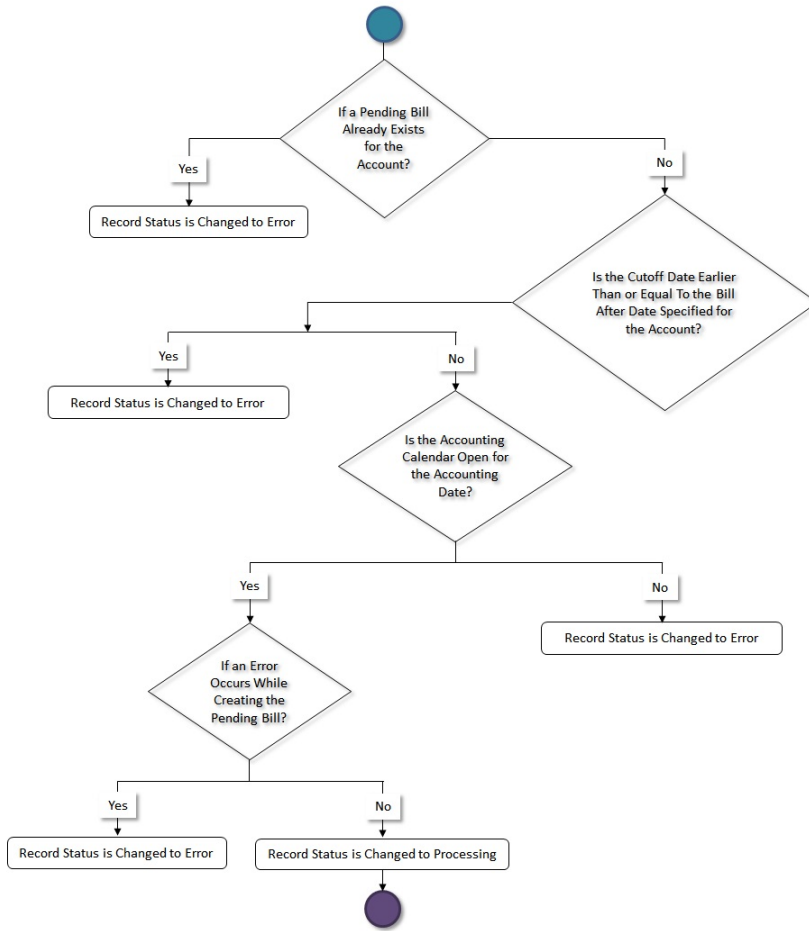 If a Pending Bill
Already Exists
for the
Account?
Yes
No
Record Status is Changed to Error
Is the Cutoff Date Earlier
Than or Equal To the Bill
After Date Specified for
the Account?
Yes
No
Record Status is Changed to Error
Is the Accounting
Calendar Open for
the Accounting
Date?
Yes
No
Record Status is Changed to Error
If an Error
Occurs While
Creating the
Pending Bill?
Yes
No
Record Status is Changed to Error
Record Status is Changed to Processing